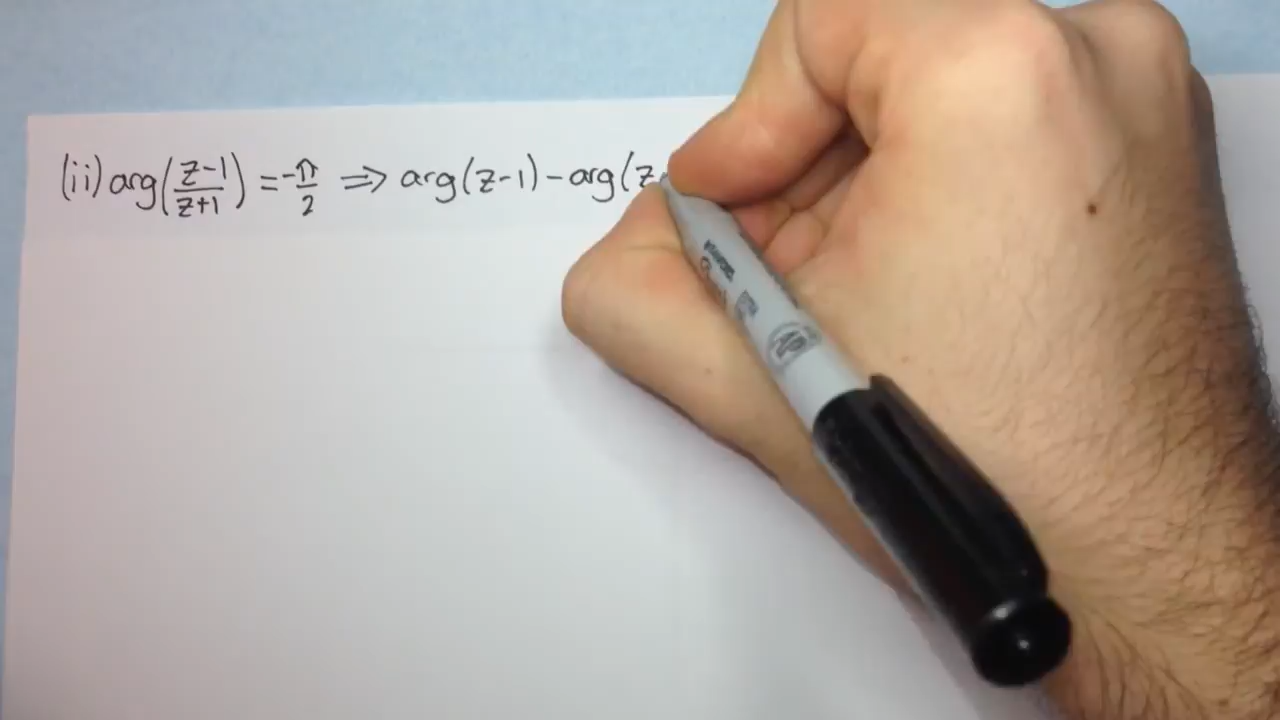 (ii) arg(z-1/z+1) = -π/2 ⇒ arg(z-1) - arg(z